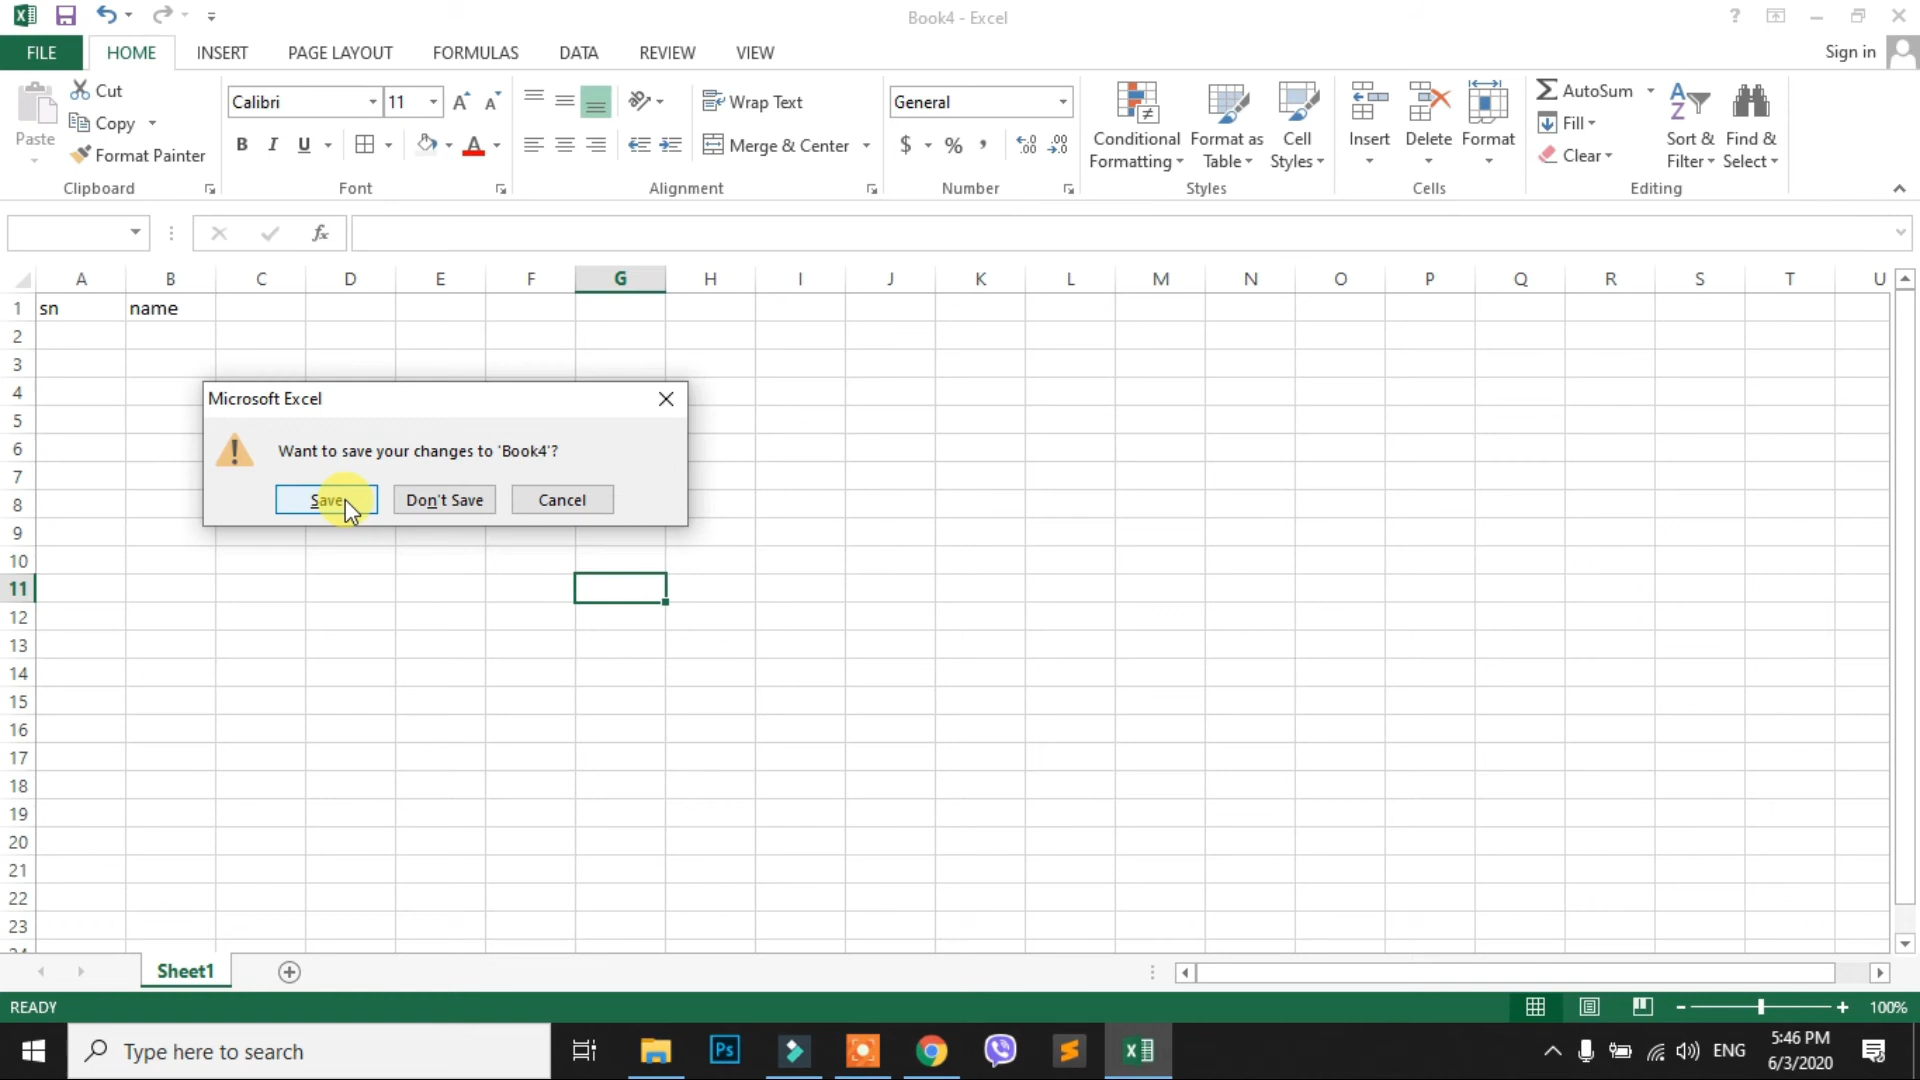 Book4 - Excel
?
FILE HOME INSERT PAGE LAYOUT FORMULAS DATA REVIEW VIEW
Sign in
Paste
Cut
Copy
Format Painter
Clipboard
Calibri 11
B I U
Font
Wrap Text
Merge & Center
Alignment
General
$ % ,
Number
Conditional Formatting
Format as Table
Cell Styles
Styles
Insert Delete Format
Cells
AutoSum
Fill
Clear
Sort & Filter
Find & Select
Editing
fx
A B C D E F G H I J K L M N O P Q R S T U
1 sn name
2
3
4
5
6
7
8
9
10
11
12
13
14
15
16
17
18
19
20
21
22
23
24
Microsoft Excel
Want to save your changes to 'Book4'?
Save Don't Save Cancel
Sheet1
READY
100%
Type here to search
Ps
ENG
5:46 PM
6/3/2020